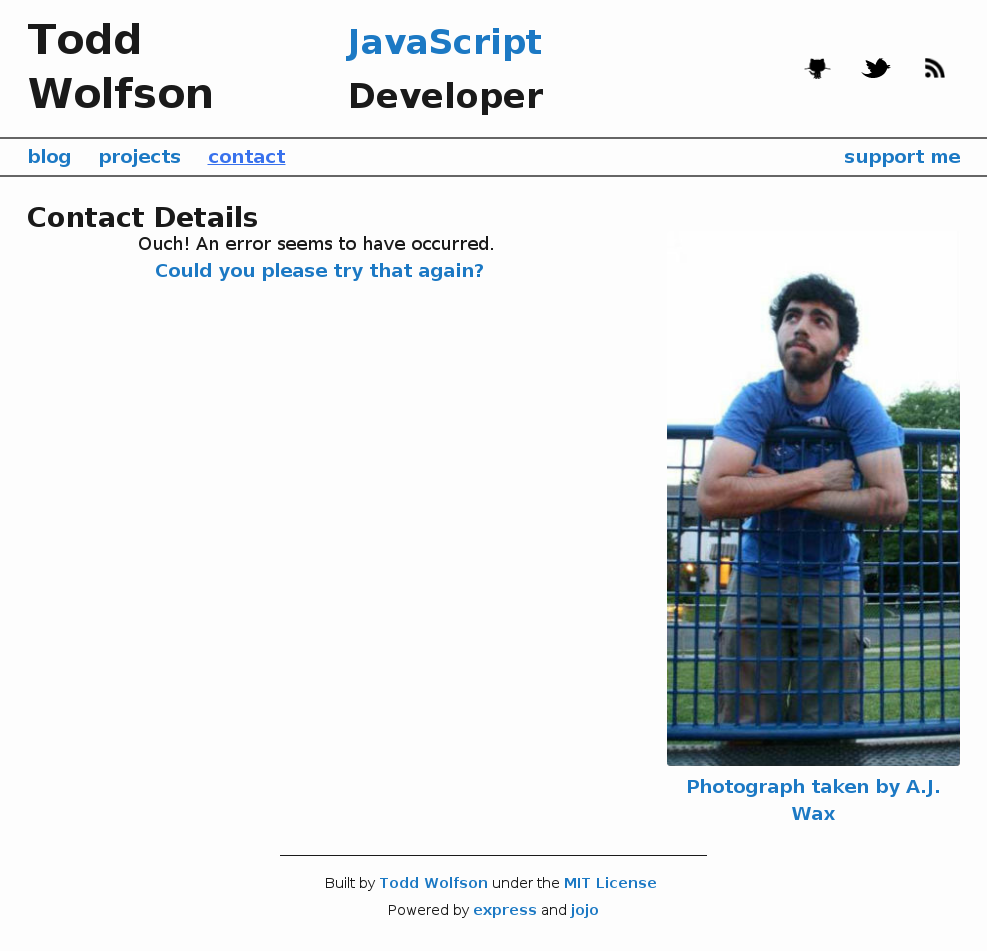 Todd
Wolfson
JavaScript
Developer
blog projects contact support me
Contact Details
Ouch! An error seems to have occurred.
Could you please try that again?
Photograph taken by A.J.
Wax
Built by Todd Wolfson under the MIT License
Powered by express and jojo